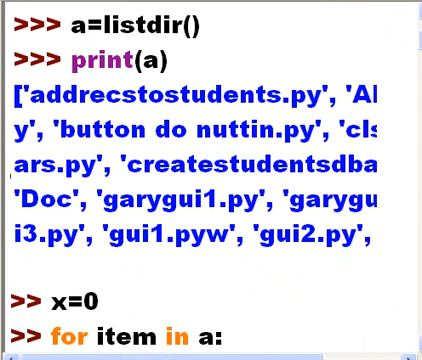 >>> a=listdir()
>>> print(a)
['addrecstostudents.py', 'Al
y', 'button do nuttin.py', 'cls
ars.py', 'createstudentsdba
'Doc', 'garygui1.py', 'garygu
i3.py', 'gui1.pyw', 'gui2.py',
>> x=0
>> for item in a: